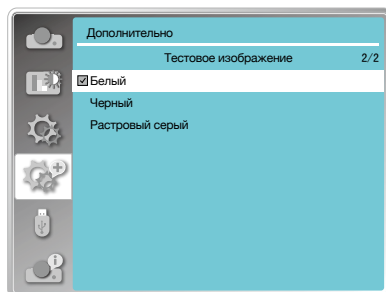 Дополнительно
Тестовое изображение 2/2
Белый
Черный
Растровый серый